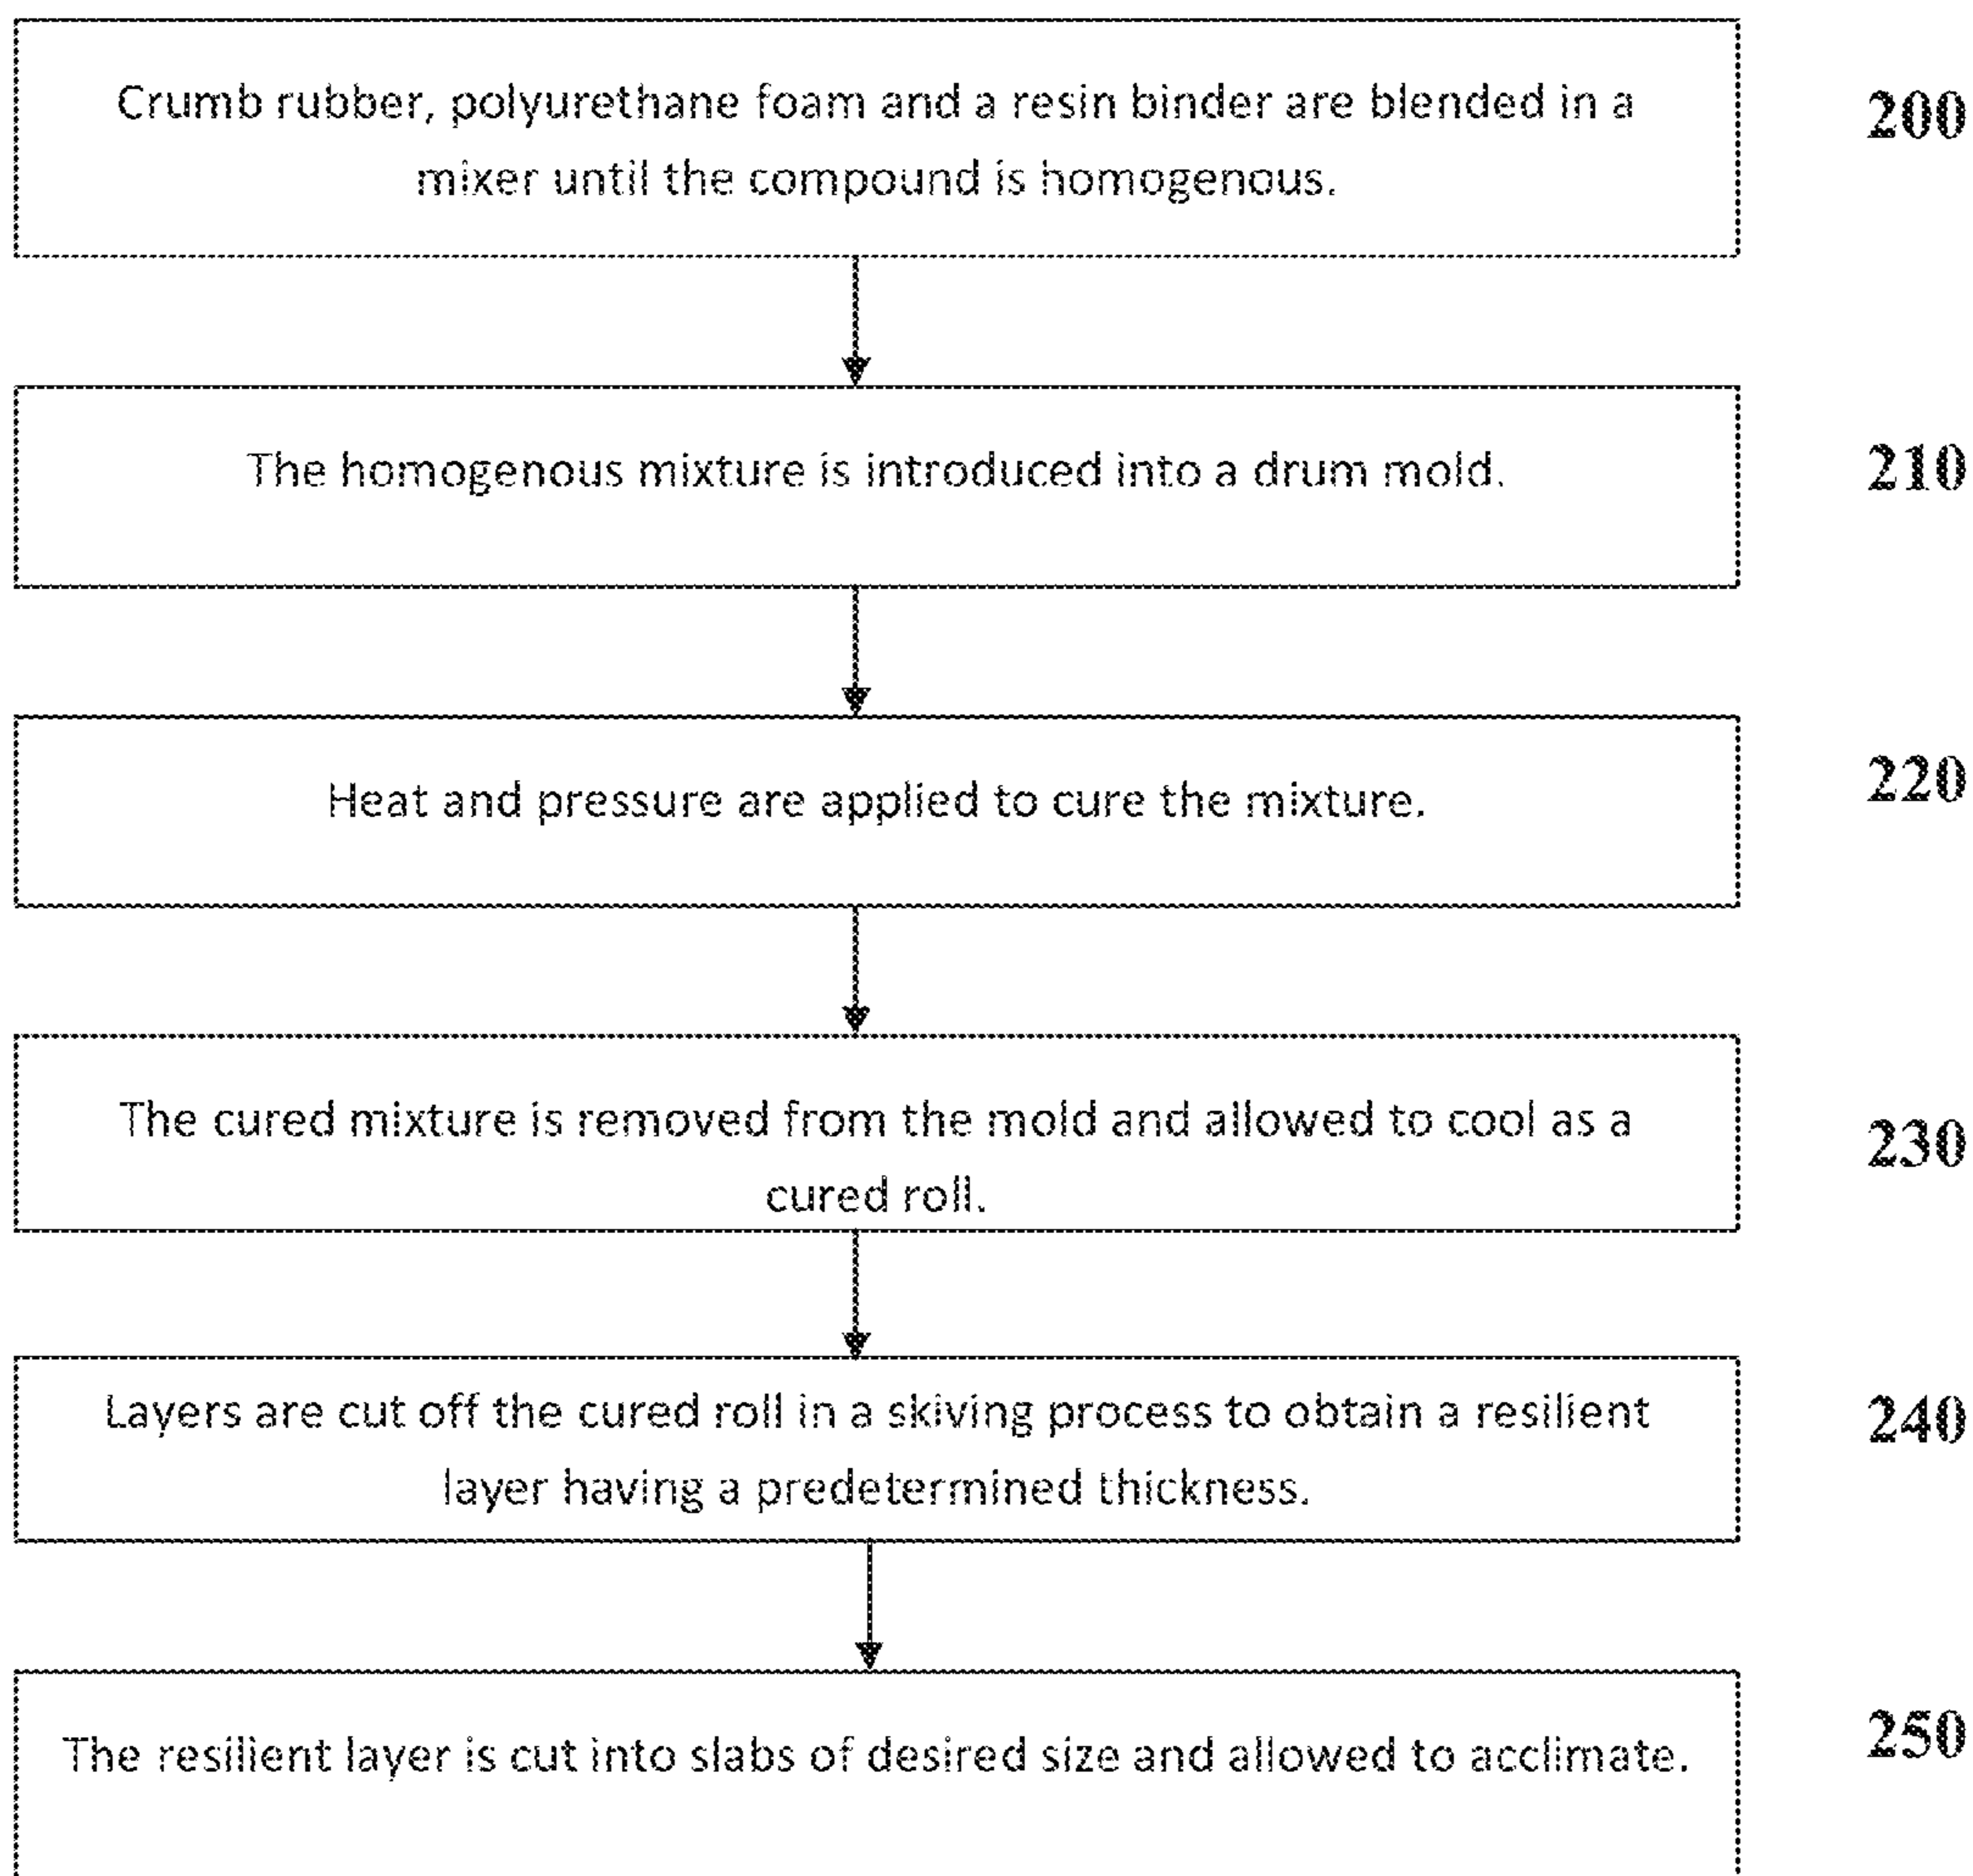 Crumb rubber, polyurethane foam and a resin binder are blended in a
mixer until the compound is homogenous.
200
The homogenous mixture is introduced into a drum mold.
210
Heat and pressure are applied to cure the mixture.
220
The cured mixture is removed from the mold and allowed to cool as a
cured roll.
230
Layers are cut off the cured roll in a skiving process to obtain a resilient
layer having a predetermined thickness.
240
The resilient layer is cut into slabs of desired size and allowed to acclimate.
250